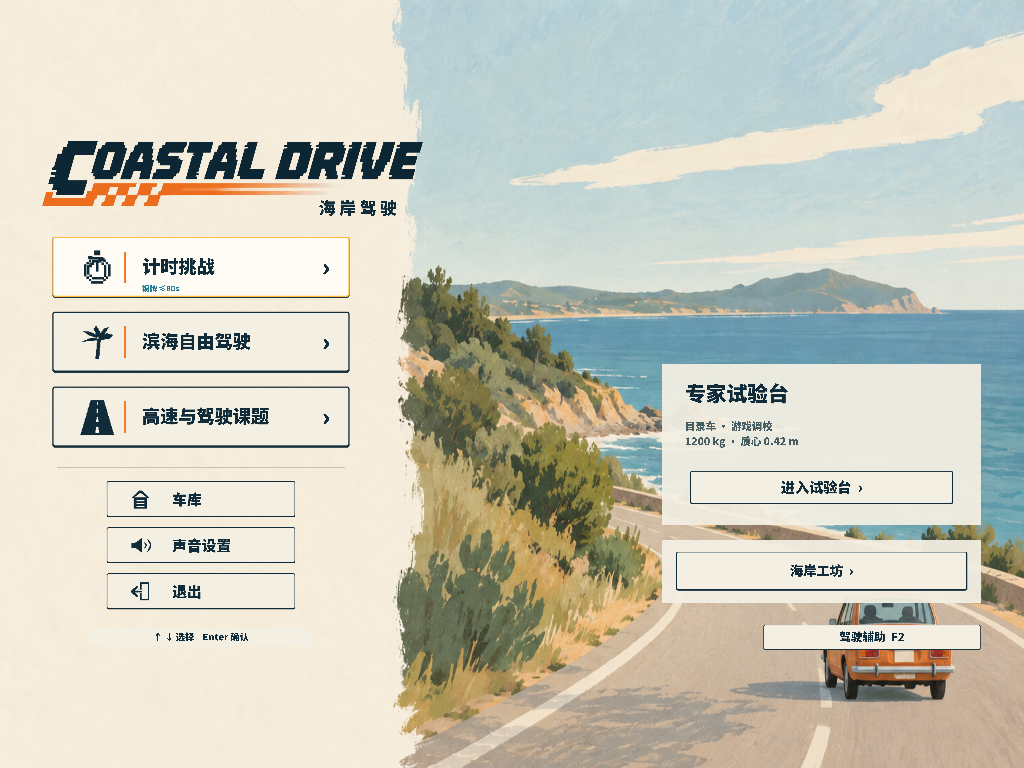 COASTAL DRIVE
海岸驾驶
计时挑战 ›
铜牌 ≤ 80s
滨海自由驾驶 ›
高速与驾驶课题 ›
车库
声音设置
退出
↑ ↓ 选择 Enter 确认
专家试验台
目录车 · 游戏调校
1200 kg · 质心 0.42 m
进入试验台 ›
海岸工坊 ›
驾驶辅助 F2